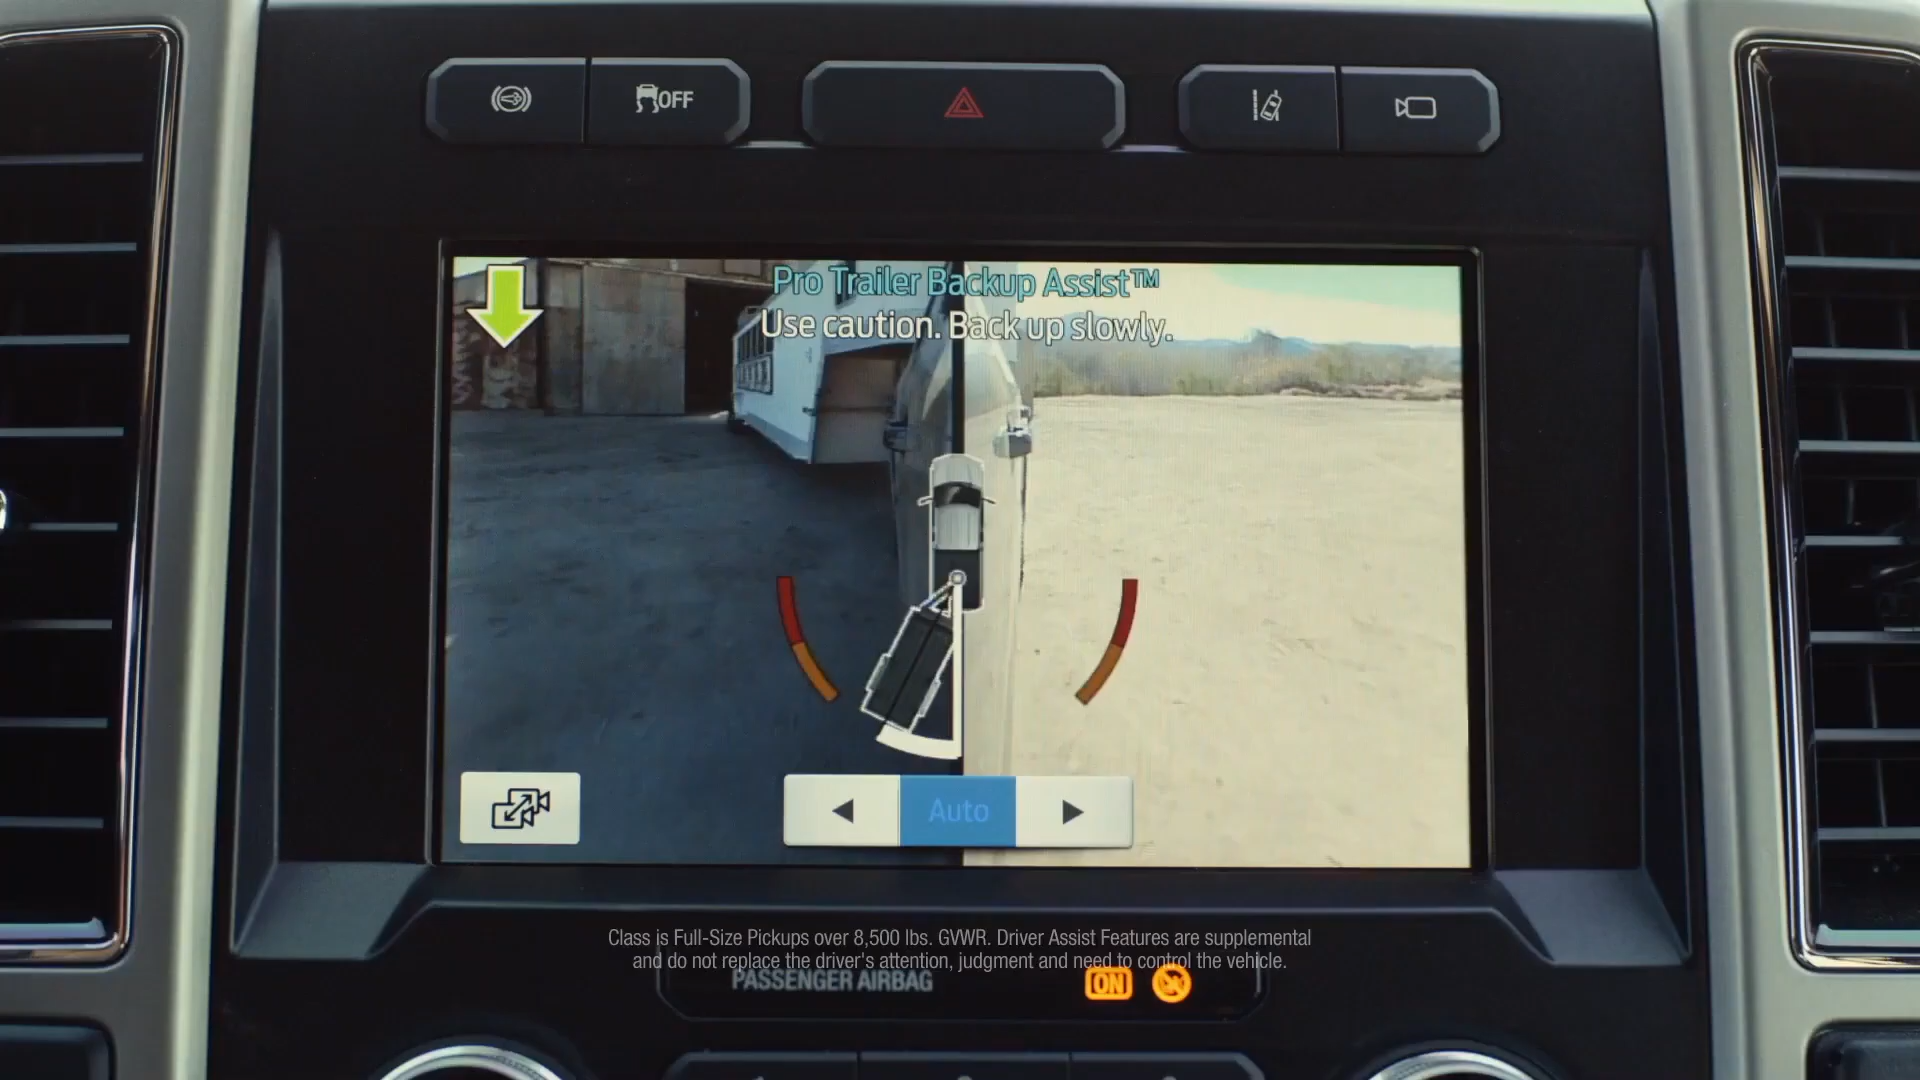 OFF
Pro Trailer Backup Assist™
Use caution. Back up slowly.
Auto
Class is Full-Size Pickups over 8,500 lbs. GVWR. Driver Assist Features are supplemental
and do not replace the driver's attention, judgment and need to control the vehicle.
PASSENGER AIRBAG ON